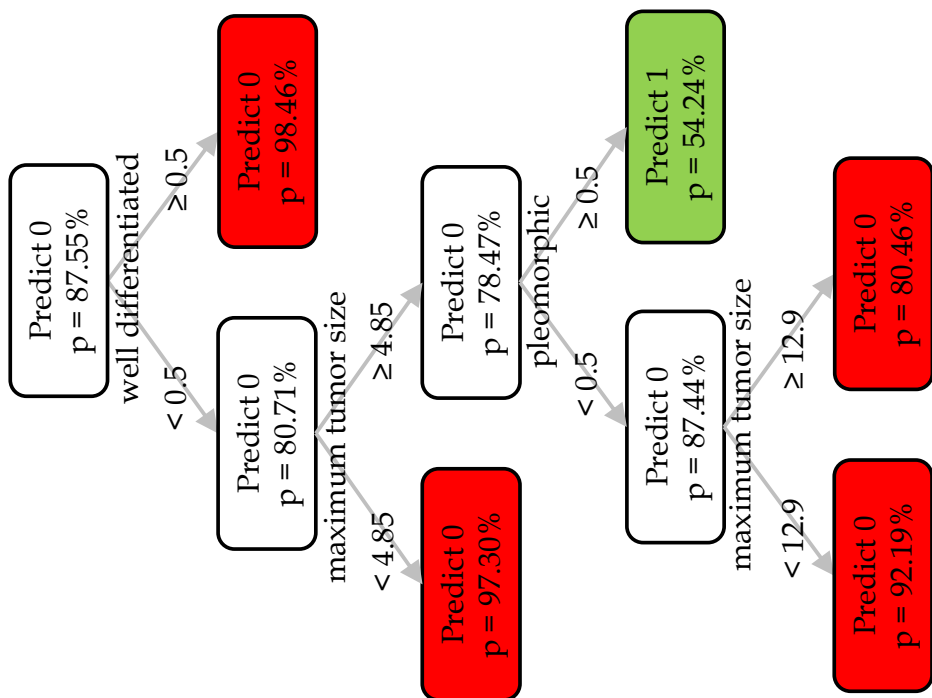 Predict 0
p = 87.55%
well differentiated
< 0.5
≥ 0.5
Predict 0
p = 80.71%
Predict 0
p = 98.46%
maximum tumor size
< 4.85
≥ 4.85
Predict 0
p = 97.30%
Predict 0
p = 78.47%
pleomorphic
< 0.5
≥ 0.5
Predict 0
p = 87.44%
Predict 1
p = 54.24%
maximum tumor size
< 12.9
≥ 12.9
Predict 0
p = 92.19%
Predict 0
p = 80.46%